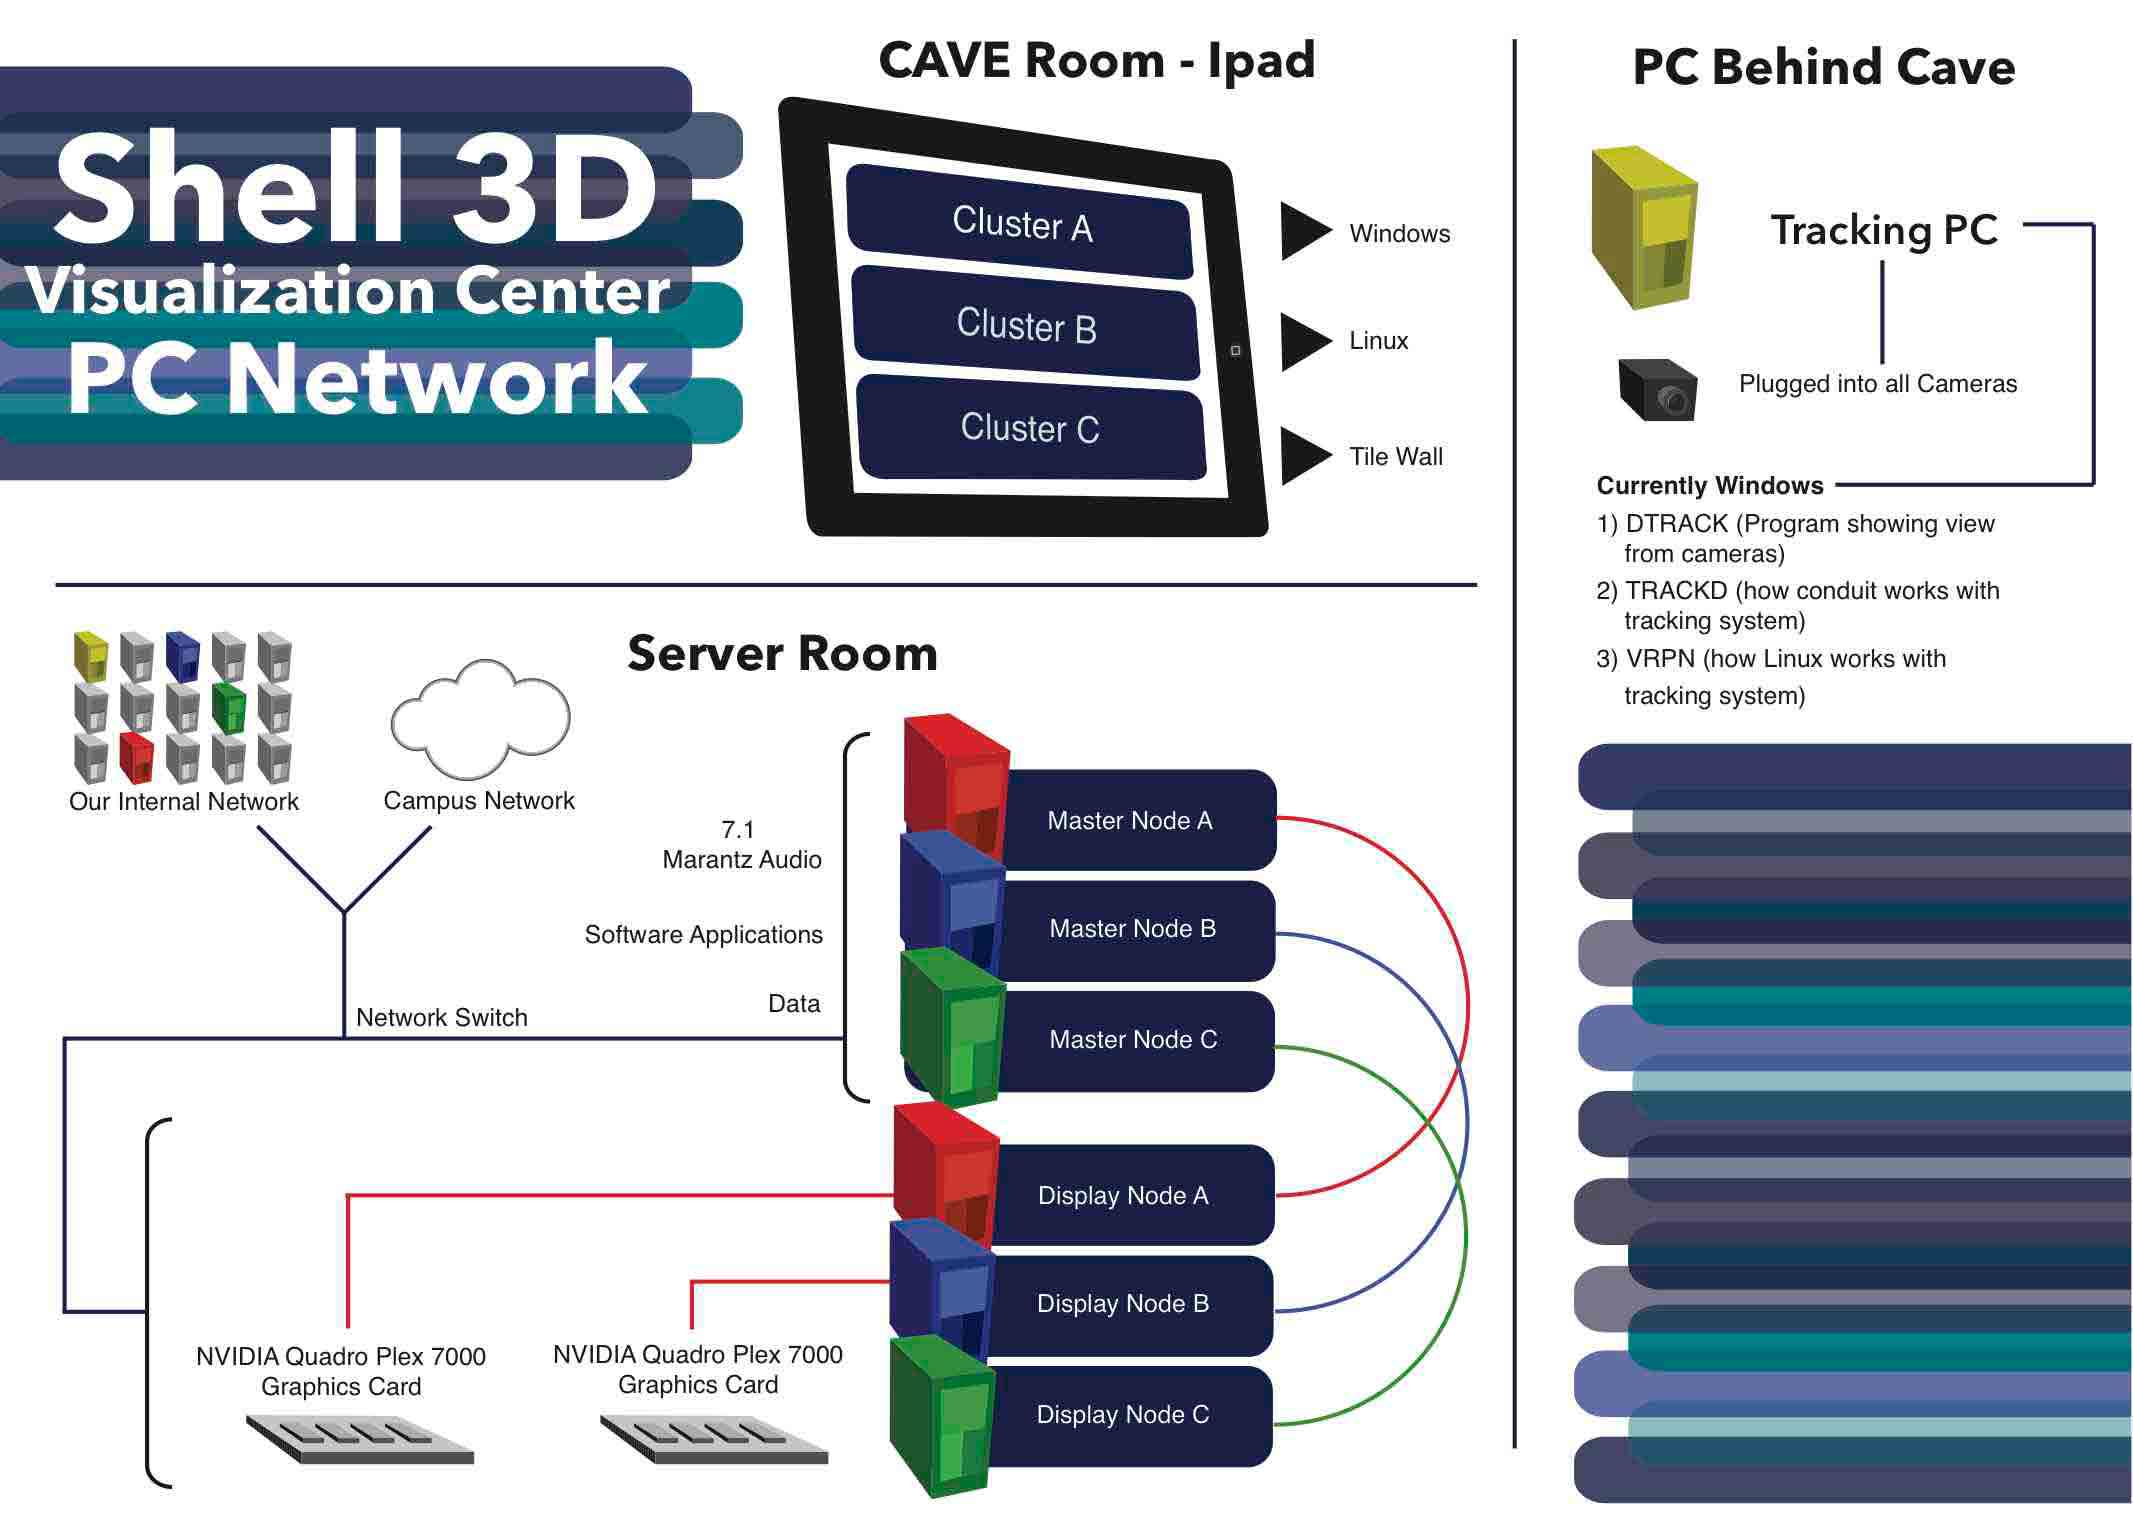 Shell 3D
Visualization Center
PC Network
CAVE Room - Ipad
Cluster A
Windows
Cluster B
Linux
Cluster C
Tile Wall
PC Behind Cave
Tracking PC
Plugged into all Cameras
Currently Windows
1) DTRACK (Program showing view
from cameras)
2) TRACKD (how conduit works with
tracking system)
3) VRPN (how Linux works with
tracking system)
Server Room
Our Internal Network
Campus Network
Network Switch
7.1
Marantz Audio
Software Applications
Data
Master Node A
Master Node B
Master Node C
Display Node A
Display Node B
Display Node C
NVIDIA Quadro Plex 7000
Graphics Card
NVIDIA Quadro Plex 7000
Graphics Card